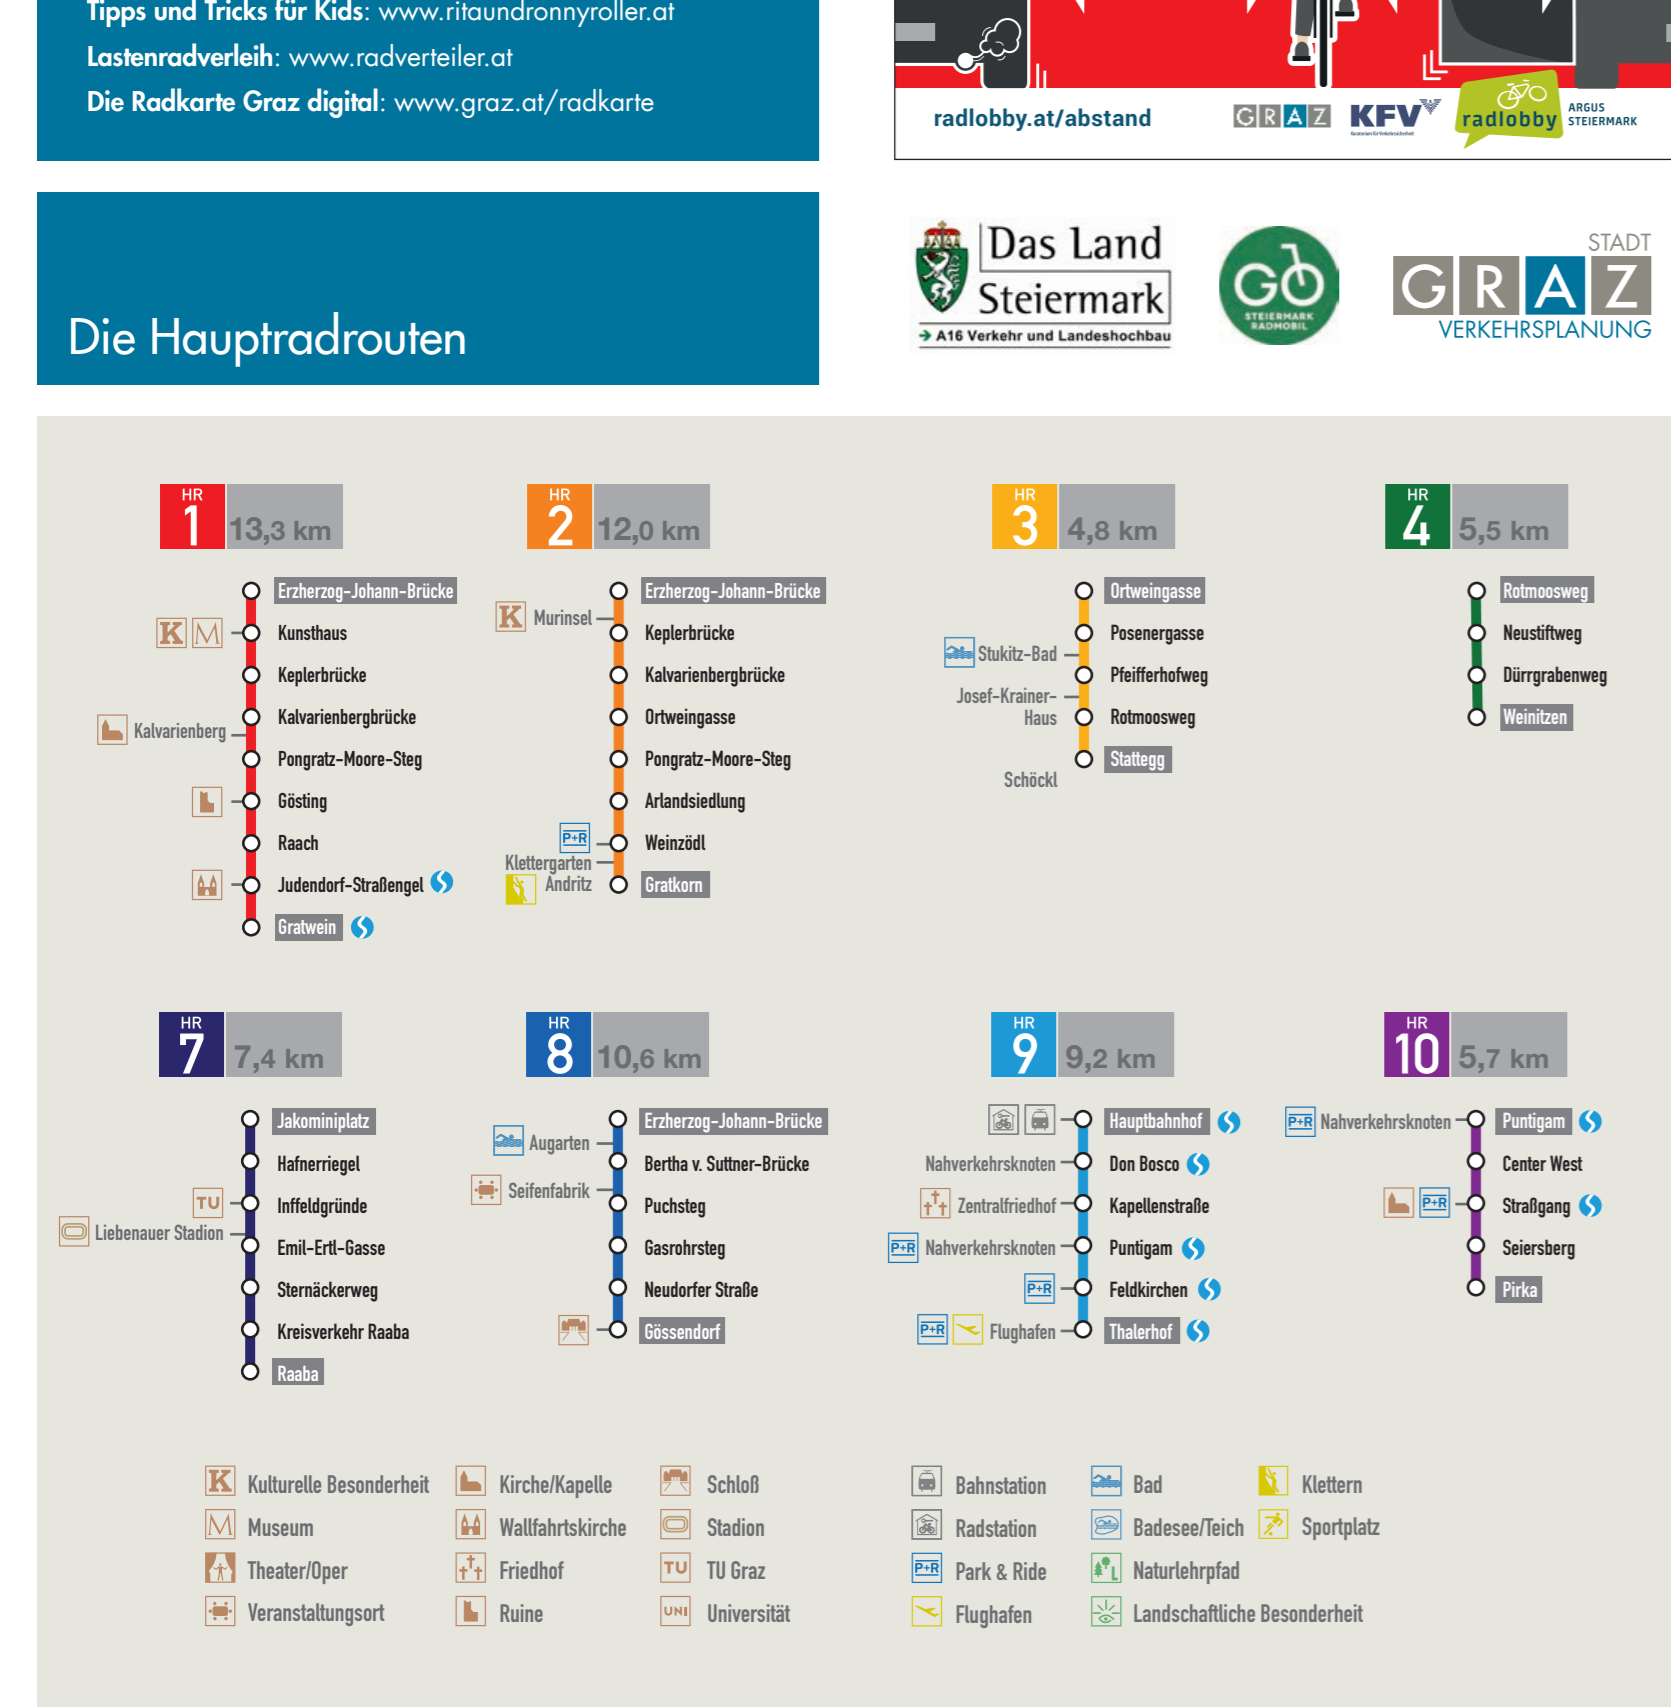 Tipps und Tricks für Kids: www.ritaundronnyroller.at
Lastenradverleih: www.radverteiler.at
Die Radkarte Graz digital: www.graz.at/radkarte
radlobby.at/abstand
GRAZ
KFV
radlobby
ARGUS
STEIERMARK
Die Hauptradrouten
Das Land
Steiermark
→ A16 Verkehr und Landeshochbau
GO
STEIERMARK
RADMOBIL
STADT
GRAZ
VERKEHRSPLANUNG
HR
1
13,3 km
Erzherzog-Johann-Brücke
K M
Kunsthaus
Keplerbrücke
Kalvarienbergbrücke
Kalvarienberg
Pongratz-Moore-Steg
Gösting
Raach
Judendorf-Straßengel S
Gratwein S
HR
2
12,0 km
Erzherzog-Johann-Brücke
K Murinsel
Keplerbrücke
Kalvarienbergbrücke
Ortweingasse
Pongratz-Moore-Steg
Arlandsiedlung
P+R
Weinzödl
Klettergarten
Andritz
Gratkorn
HR
3
4,8 km
Ortweingasse
Posenergasse
Stukitz-Bad
Pfeifferhofweg
Josef-Krainer-
Haus
Rotmoosweg
Stattegg
Schöckl
HR
4
5,5 km
Rotmoosweg
Neustiftweg
Dürrgrabenweg
Weinitzen
HR
7
7,4 km
Jakominiplatz
Hafnerriegel
TU
Inffeldgründe
Liebenauer Stadion
Emil-Ertl-Gasse
Sternäckerweg
Kreisverkehr Raaba
Raaba
HR
8
10,6 km
Erzherzog-Johann-Brücke
Augarten
Bertha v. Suttner-Brücke
Seifenfabrik
Puchsteg
Gasrohrsteg
Neudorfer Straße
Gössendorf
HR
9
9,2 km
Hauptbahnhof S
Nahverkehrsknoten
Don Bosco S
Zentralfriedhof
Kapellenstraße
P+R Nahverkehrsknoten
Puntigam S
P+R
Feldkirchen S
P+R Flughafen
Thalerhof S
HR
10
5,7 km
P+R Nahverkehrsknoten
Puntigam S
Center West
P+R
Straßgang S
Seiersberg
Pirka
K Kulturelle Besonderheit
M Museum
Theater/Oper
Veranstaltungsort
Kirche/Kapelle
Wallfahrtskirche
Friedhof
Ruine
Schloß
Stadion
TU TU Graz
UNI Universität
Bahnstation
Radstation
P+R Park & Ride
Flughafen
Bad
Badesee/Teich
L Naturlehrpfad
Landschaftliche Besonderheit
Klettern
Sportplatz